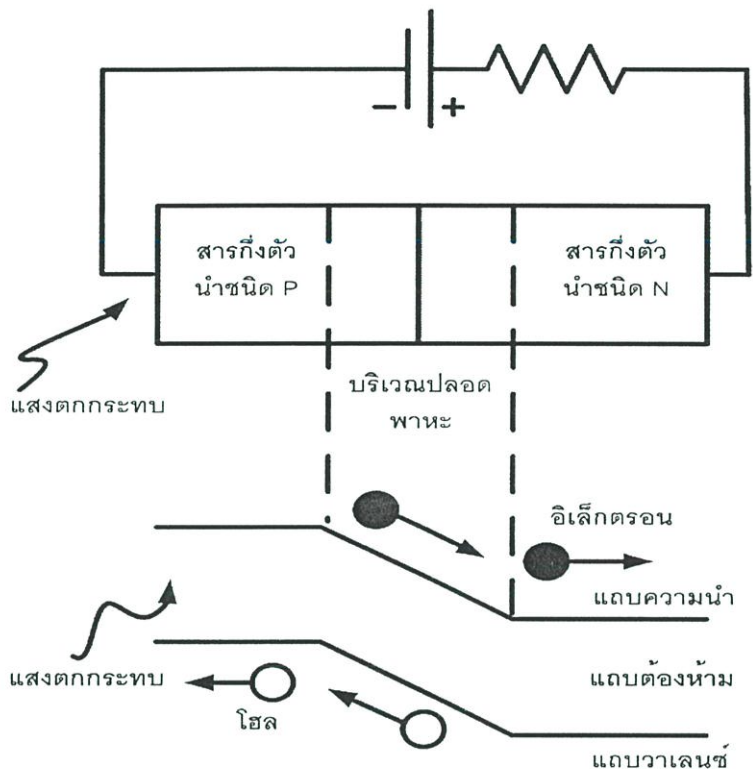 - +
สารกึ่งตัว
นำชนิด P
สารกึ่งตัว
นำชนิด N
แสงตกกระทบ
บริเวณปลอด
พาหะ
อิเล็กตรอน
แถบความนำ
แสงตกกระทบ
โฮล
แถบต้องห้าม
แถบวาเลนซ์